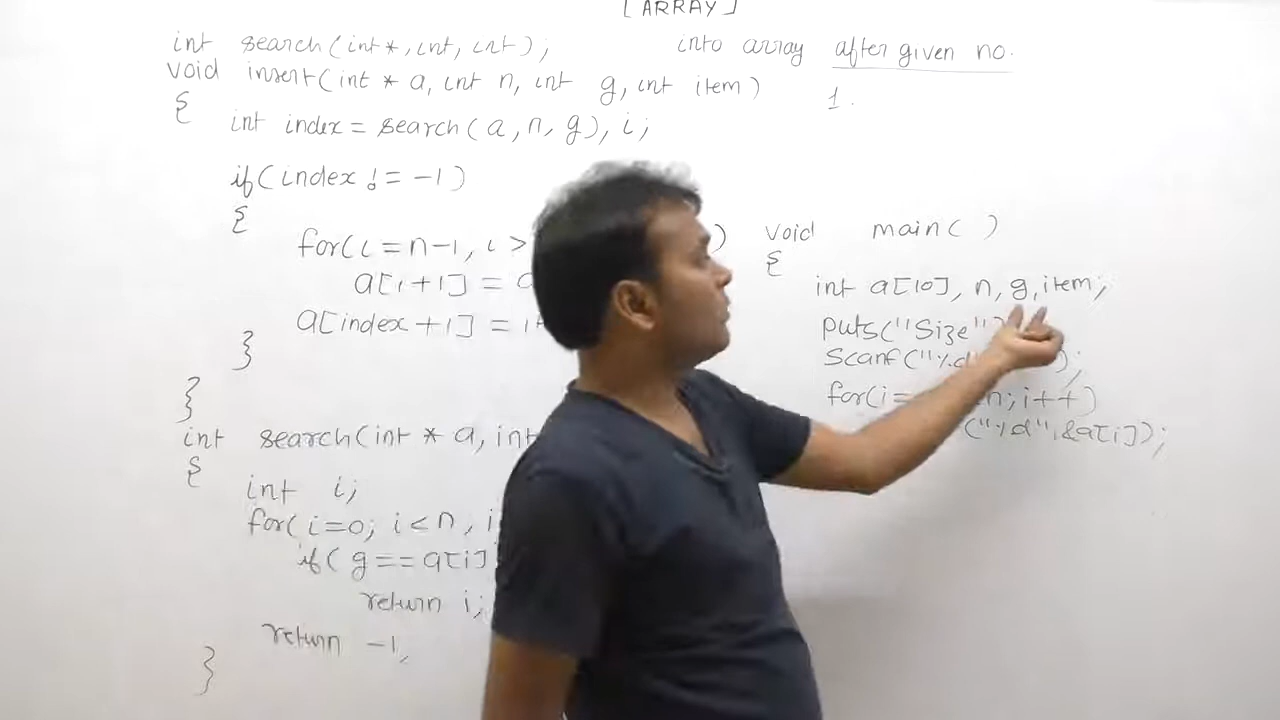 [ARRAY]
int search(int*, int, int);
void insert(int * a, int n, int g, int item)
{
int index = search(a, n, g), i;
if(index != -1)
{
for(i = n-1, i > )
a[i+1] =
a[index+1] =
}
}
int search(int * a, int
{
int i;
for( i=0; i < n, i
if( g == a[i]
return i;
return -1,
}
into array after given no.
1.
void main( )
{
int a[10], n, g, item;
puts("Size")
scanf("%d" );
for(i= n; i++)
("%d", &a[i]);